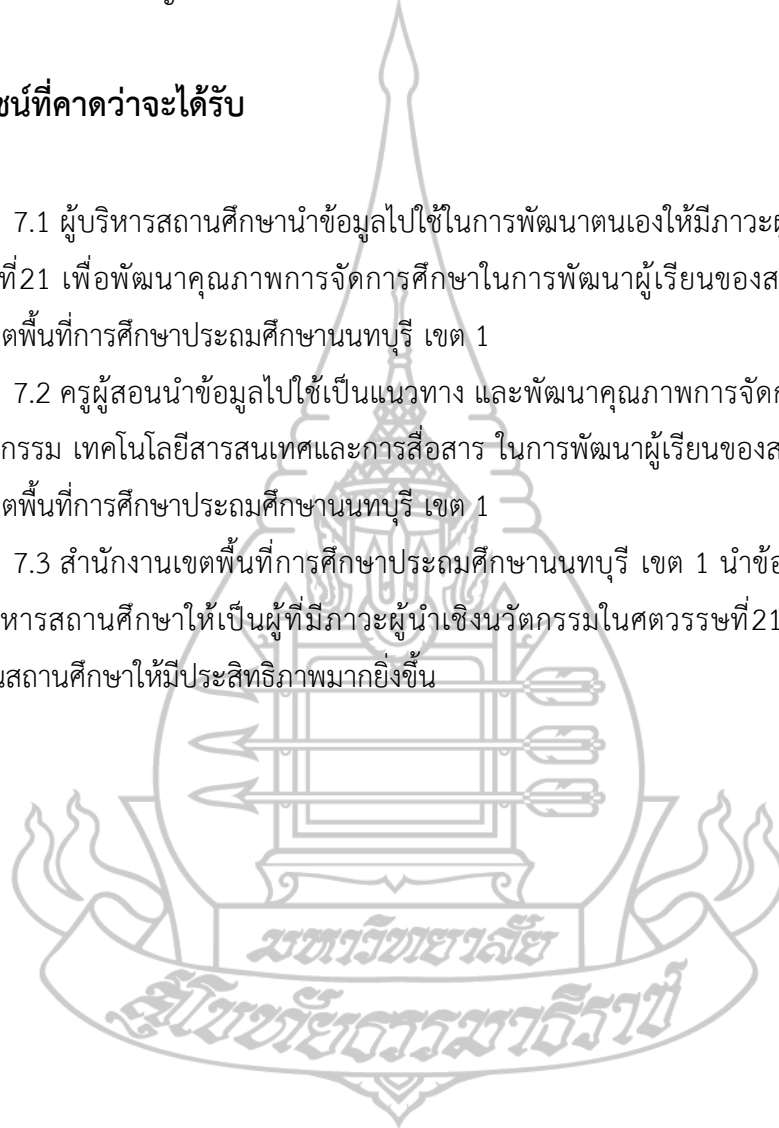 ชน์ที่คาดว่าจะได้รับ
7.1 ผู้บริหารสถานศึกษานำข้อมูลไปใช้ในการพัฒนาตนเองให้มีภาวะผ
ที่21 เพื่อพัฒนาคุณภาพการจัดการศึกษาในการพัฒนาผู้เรียนของส
ตพื้นที่การศึกษาประถมศึกษานนทบุรี เขต 1
7.2 ครูผู้สอนนำข้อมูลไปใช้เป็นแนวทาง และพัฒนาคุณภาพการจัดก
กรรม เทคโนโลยีสารสนเทศและการสื่อสาร ในการพัฒนาผู้เรียนของส
ตพื้นที่การศึกษาประถมศึกษานนทบุรี เขต 1
7.3 สำนักงานเขตพื้นที่การศึกษาประถมศึกษานนทบุรี เขต 1 นำข้อ
หารสถานศึกษาให้เป็นผู้ที่มีภาวะผู้นำเชิงนวัตกรรมในศตวรรษที่21
นสถานศึกษาให้มีประสิทธิภาพมากยิ่งขึ้น
มหาวิทยาลัย
สุโขทัยธรรมาธิราช